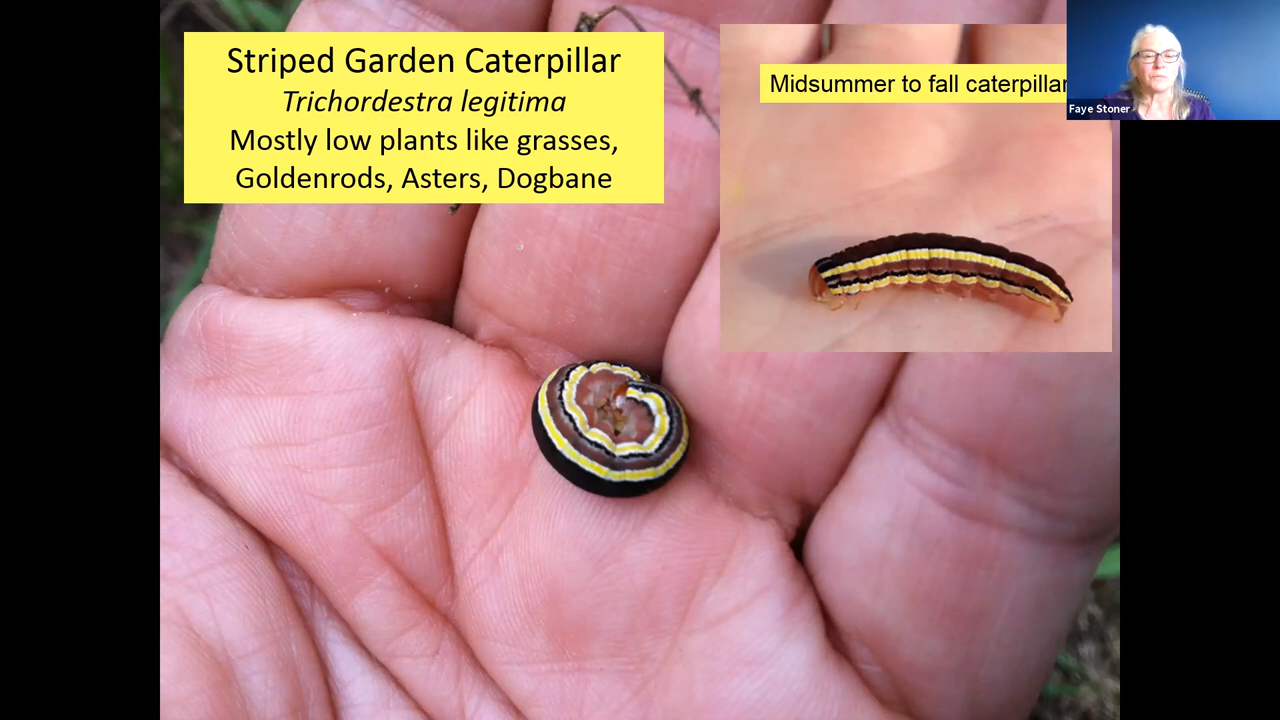 Striped Garden Caterpillar
Trichordestra legitima
Mostly low plants like grasses,
Goldenrods, Asters, Dogbane
Midsummer to fall caterpillar
Faye Stoner